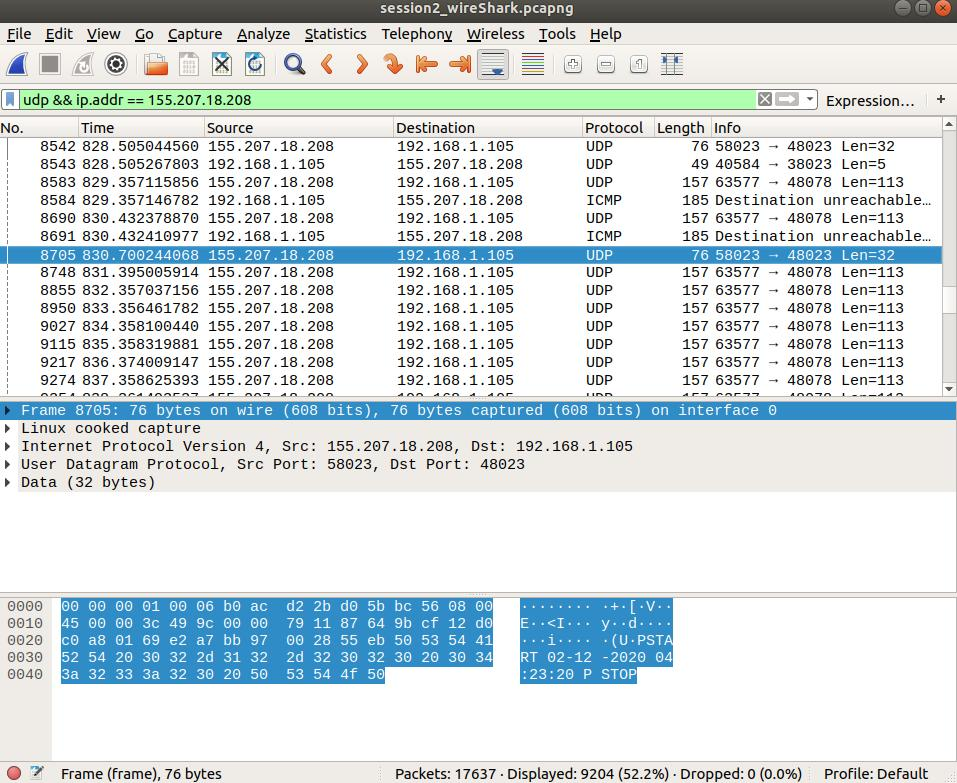 session2_wireShark.pcapng
File Edit View Go Capture Analyze Statistics Telephony Wireless Tools Help
udp && ip.addr == 155.207.18.208 Expression… +
No. Time Source Destination Protocol Length Info
8542 828.505044560 155.207.18.208 192.168.1.105 UDP 76 58023 → 48023 Len=32
8543 828.505267803 192.168.1.105 155.207.18.208 UDP 49 40584 → 38023 Len=5
8583 829.357115856 155.207.18.208 192.168.1.105 UDP 157 63577 → 48078 Len=113
8584 829.357146782 192.168.1.105 155.207.18.208 ICMP 185 Destination unreachable…
8690 830.432378870 155.207.18.208 192.168.1.105 UDP 157 63577 → 48078 Len=113
8691 830.432410977 192.168.1.105 155.207.18.208 ICMP 185 Destination unreachable…
8705 830.700244068 155.207.18.208 192.168.1.105 UDP 76 58023 → 48023 Len=32
8748 831.395005914 155.207.18.208 192.168.1.105 UDP 157 63577 → 48078 Len=113
8855 832.357037156 155.207.18.208 192.168.1.105 UDP 157 63577 → 48078 Len=113
8950 833.356461782 155.207.18.208 192.168.1.105 UDP 157 63577 → 48078 Len=113
9027 834.358100440 155.207.18.208 192.168.1.105 UDP 157 63577 → 48078 Len=113
9115 835.358319881 155.207.18.208 192.168.1.105 UDP 157 63577 → 48078 Len=113
9217 836.374009147 155.207.18.208 192.168.1.105 UDP 157 63577 → 48078 Len=113
9274 837.358625393 155.207.18.208 192.168.1.105 UDP 157 63577 → 48078 Len=113
Frame 8705: 76 bytes on wire (608 bits), 76 bytes captured (608 bits) on interface 0
Linux cooked capture
Internet Protocol Version 4, Src: 155.207.18.208, Dst: 192.168.1.105
User Datagram Protocol, Src Port: 58023, Dst Port: 48023
Data (32 bytes)
0000 00 00 00 01 00 06 b0 ac d2 2b d0 5b bc 56 08 00 ········ ·+·[·V··
0010 45 00 00 3c 49 9c 00 00 79 11 87 64 9b cf 12 d0 E··<I··· y··d····
0020 c0 a8 01 69 e2 a7 bb 97 00 28 55 eb 50 53 54 41 ···i···· ·(U·PSTA
0030 52 54 20 30 32 2d 31 32 2d 32 30 32 30 20 30 34 RT 02-12 -2020 04
0040 3a 32 33 3a 32 30 20 50 53 54 4f 50 :23:20 P STOP
Frame (frame), 76 bytes Packets: 17637 · Displayed: 9204 (52.2%) · Dropped: 0 (0.0%) Profile: Default